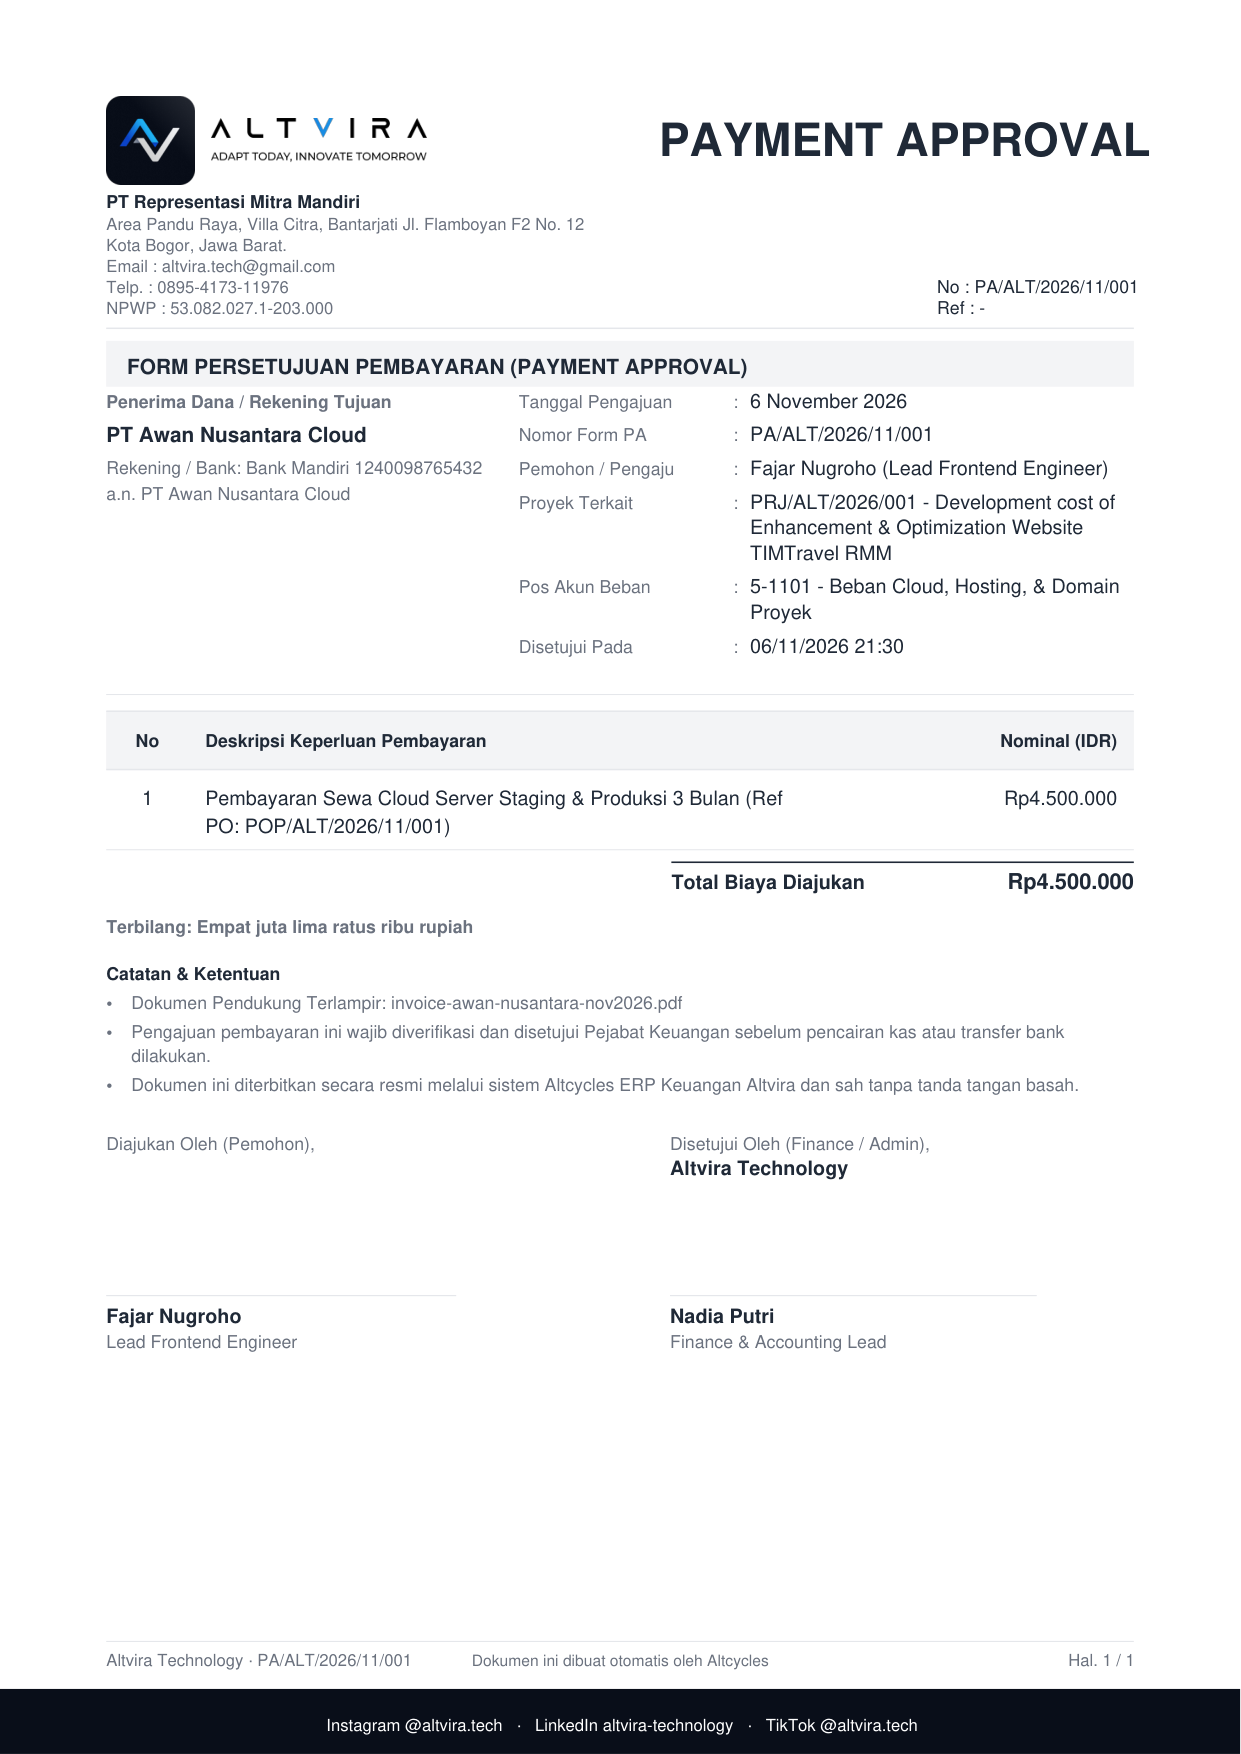 ALTVIRA
ADAPT TODAY, INNOVATE TOMORROW
PAYMENT APPROVAL
PT Representasi Mitra Mandiri
Area Pandu Raya, Villa Citra, Bantarjati Jl. Flamboyan F2 No. 12
Kota Bogor, Jawa Barat.
Email : altvira.tech@gmail.com
Telp. : 0895-4173-11976
NPWP : 53.082.027.1-203.000
No : PA/ALT/2026/11/001
Ref : -
FORM PERSETUJUAN PEMBAYARAN (PAYMENT APPROVAL)
Penerima Dana / Rekening Tujuan
PT Awan Nusantara Cloud
Rekening / Bank: Bank Mandiri 1240098765432
a.n. PT Awan Nusantara Cloud
Tanggal Pengajuan : 6 November 2026
Nomor Form PA : PA/ALT/2026/11/001
Pemohon / Pengaju : Fajar Nugroho (Lead Frontend Engineer)
Proyek Terkait : PRJ/ALT/2026/001 - Development cost of
Enhancement & Optimization Website
TIMTravel RMM
Pos Akun Beban : 5-1101 - Beban Cloud, Hosting, & Domain
Proyek
Disetujui Pada : 06/11/2026 21:30
No Deskripsi Keperluan Pembayaran Nominal (IDR)
1 Pembayaran Sewa Cloud Server Staging & Produksi 3 Bulan (Ref Rp4.500.000
PO: POP/ALT/2026/11/001)
Total Biaya Diajukan Rp4.500.000
Terbilang: Empat juta lima ratus ribu rupiah
Catatan & Ketentuan
• Dokumen Pendukung Terlampir: invoice-awan-nusantara-nov2026.pdf
• Pengajuan pembayaran ini wajib diverifikasi dan disetujui Pejabat Keuangan sebelum pencairan kas atau transfer bank
dilakukan.
• Dokumen ini diterbitkan secara resmi melalui sistem Altcycles ERP Keuangan Altvira dan sah tanpa tanda tangan basah.
Diajukan Oleh (Pemohon),
Disetujui Oleh (Finance / Admin),
Altvira Technology
Fajar Nugroho
Lead Frontend Engineer
Nadia Putri
Finance & Accounting Lead
Altvira Technology · PA/ALT/2026/11/001 Dokumen ini dibuat otomatis oleh Altcycles Hal. 1 / 1
Instagram @altvira.tech · LinkedIn altvira-technology · TikTok @altvira.tech